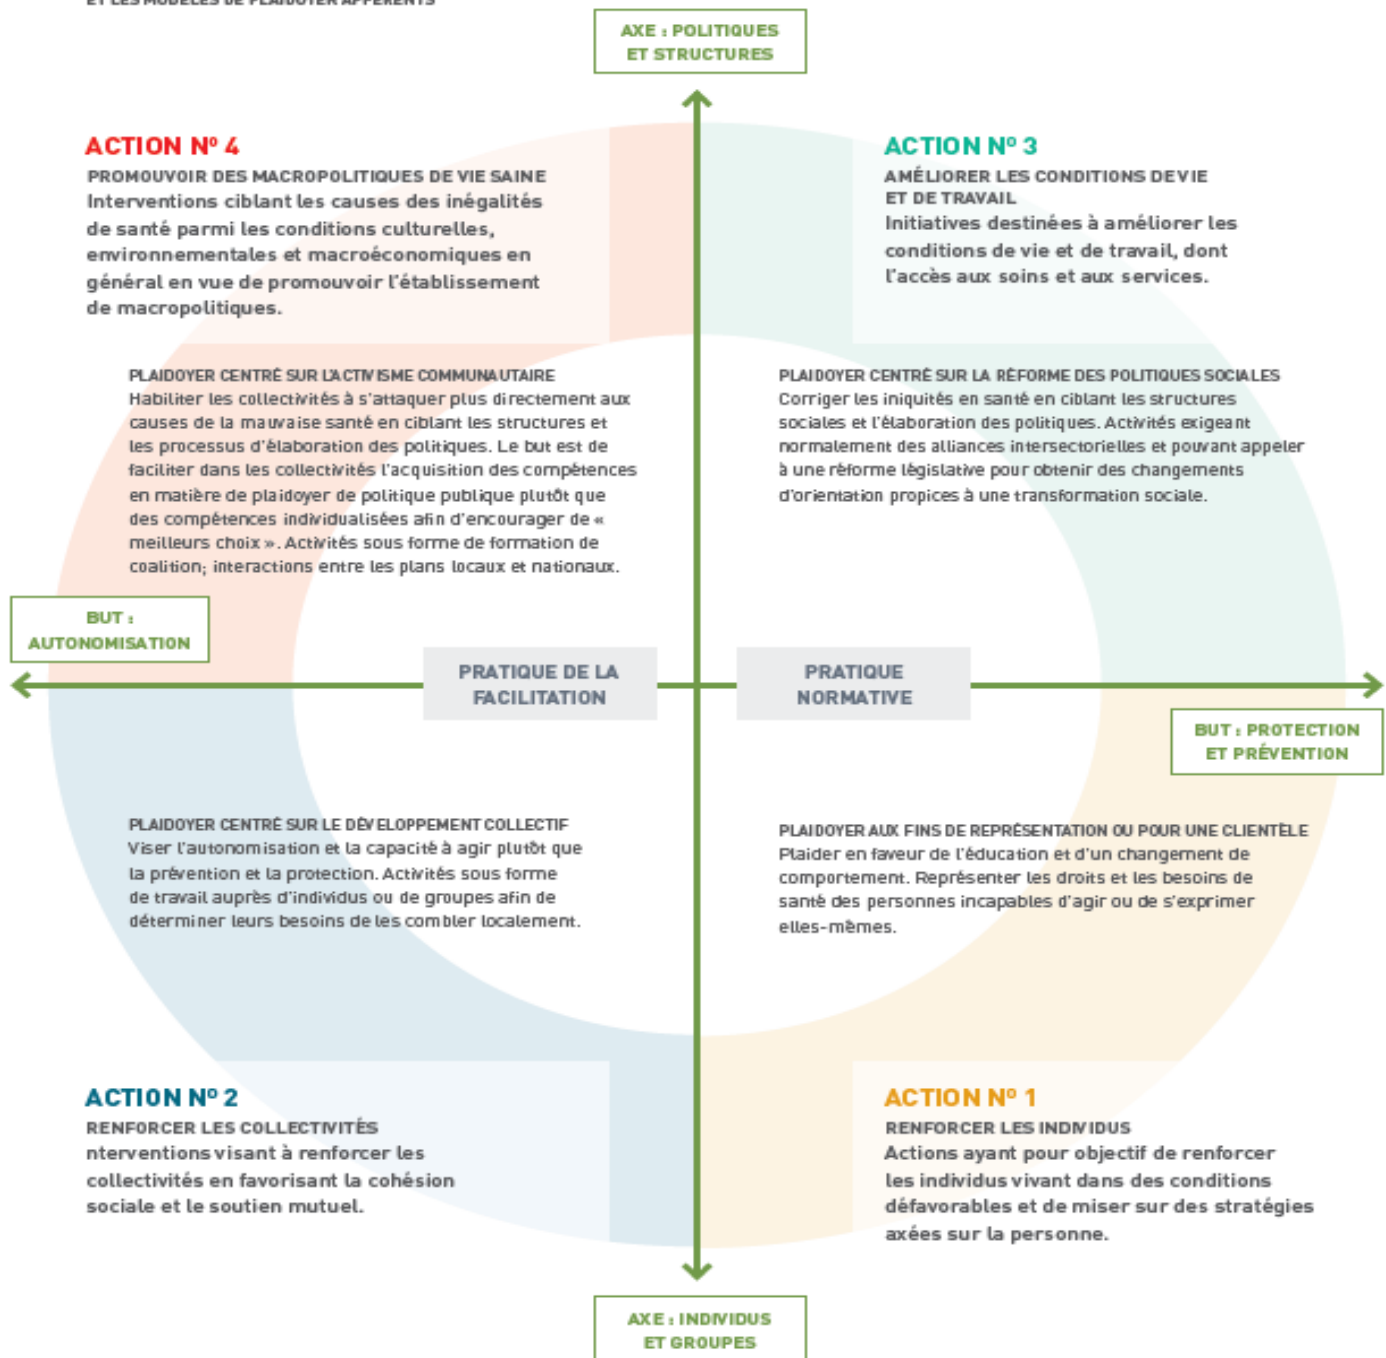 ET LES MODÈLES DE PLAIDOYER AFFÉRENTS
AXE : POLITIQUES
ET STRUCTURES
ACTION Nº 4
PROMOUVOIR DES MACROPOLITIQUES DE VIE SAINE
Interventions ciblant les causes des inégalités
de santé parmi les conditions culturelles,
environnementales et macroéconomiques en
général en vue de promouvoir l'établissement
de macropolitiques.
ACTION Nº 3
AMÉLIORER LES CONDITIONS DE VIE
ET DE TRAVAIL
Initiatives destinées à améliorer les
conditions de vie et de travail, dont
l'accès aux soins et aux services.
PLAIDOYER CENTRÉ SUR L'ACTIVISME COMMUNAUTAIRE
Habiliter les collectivités à s'attaquer plus directement aux
causes de la mauvaise santé en ciblant les structures et
les processus d'élaboration des politiques. Le but est de
faciliter dans les collectivités l'acquisition des compétences
en matière de plaidoyer de politique publique plutôt que
des compétences individualisées afin d'encourager de «
meilleurs choix ». Activités sous forme de formation de
coalition; interactions entre les plans locaux et nationaux.
PLAIDOYER CENTRÉ SUR LA RÉFORME DES POLITIQUES SOCIALES
Corriger les iniquités en santé en ciblant les structures
sociales et l'élaboration des politiques. Activités exigeant
normalement des alliances intersectorielles et pouvant appeler
à une réforme législative pour obtenir des changements
d'orientation propices à une transformation sociale.
BUT :
AUTONOMISATION
PRATIQUE DE LA
FACILITATION
PRATIQUE
NORMATIVE
BUT : PROTECTION
ET PRÉVENTION
PLAIDOYER CENTRÉ SUR LE DÉVELOPPEMENT COLLECTIF
Viser l'autonomisation et la capacité à agir plutôt que
la prévention et la protection. Activités sous forme
de travail auprès d'individus ou de groupes afin de
déterminer leurs besoins de les combler localement.
PLAIDOYER AUX FINS DE REPRÉSENTATION OU POUR UNE CLIENTÈLE
Plaider en faveur de l'éducation et d'un changement de
comportement. Représenter les droits et les besoins de
santé des personnes incapables d'agir ou de s'exprimer
elles-mêmes.
ACTION Nº 2
RENFORCER LES COLLECTIVITÉS
nterventions visant à renforcer les
collectivités en favorisant la cohésion
sociale et le soutien mutuel.
ACTION Nº 1
RENFORCER LES INDIVIDUS
Actions ayant pour objectif de renforcer
les individus vivant dans des conditions
défavorables et de miser sur des stratégies
axées sur la personne.
AXE : INDIVIDUS
ET GROUPES